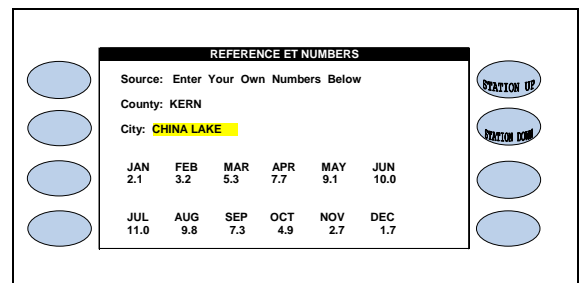 REFERENCE ET NUMBERS
Source: Enter Your Own Numbers Below
STATION UP
County: KERN
City: CHINA LAKE
STATION DOWN
JAN FEB MAR APR MAY JUN
2.1 3.2 5.3 7.7 9.1 10.0
JUL AUG SEP OCT NOV DEC
11.0 9.8 7.3 4.9 2.7 1.7